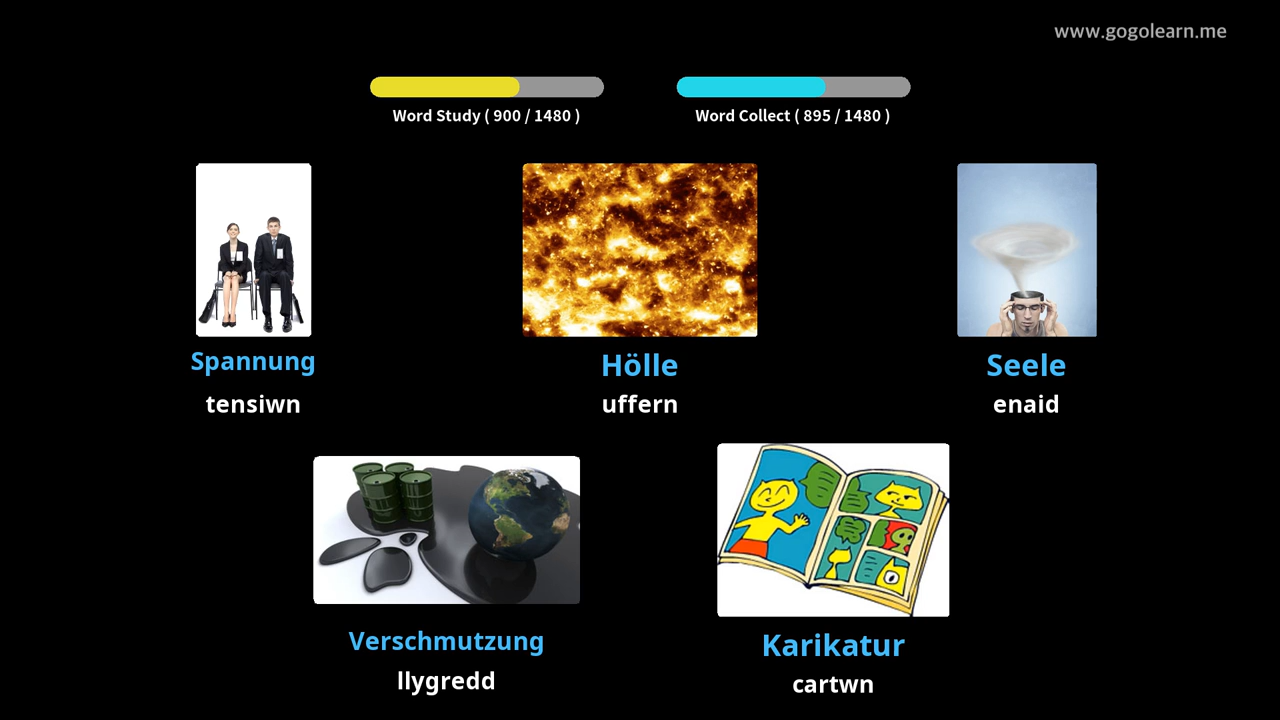 www.gogolearn.me
Word Study ( 900 / 1480 )
Word Collect ( 895 / 1480 )
Spannung
tensiwn
Hölle
uffern
Seele
enaid
Verschmutzung
llygredd
Karikatur
cartwn